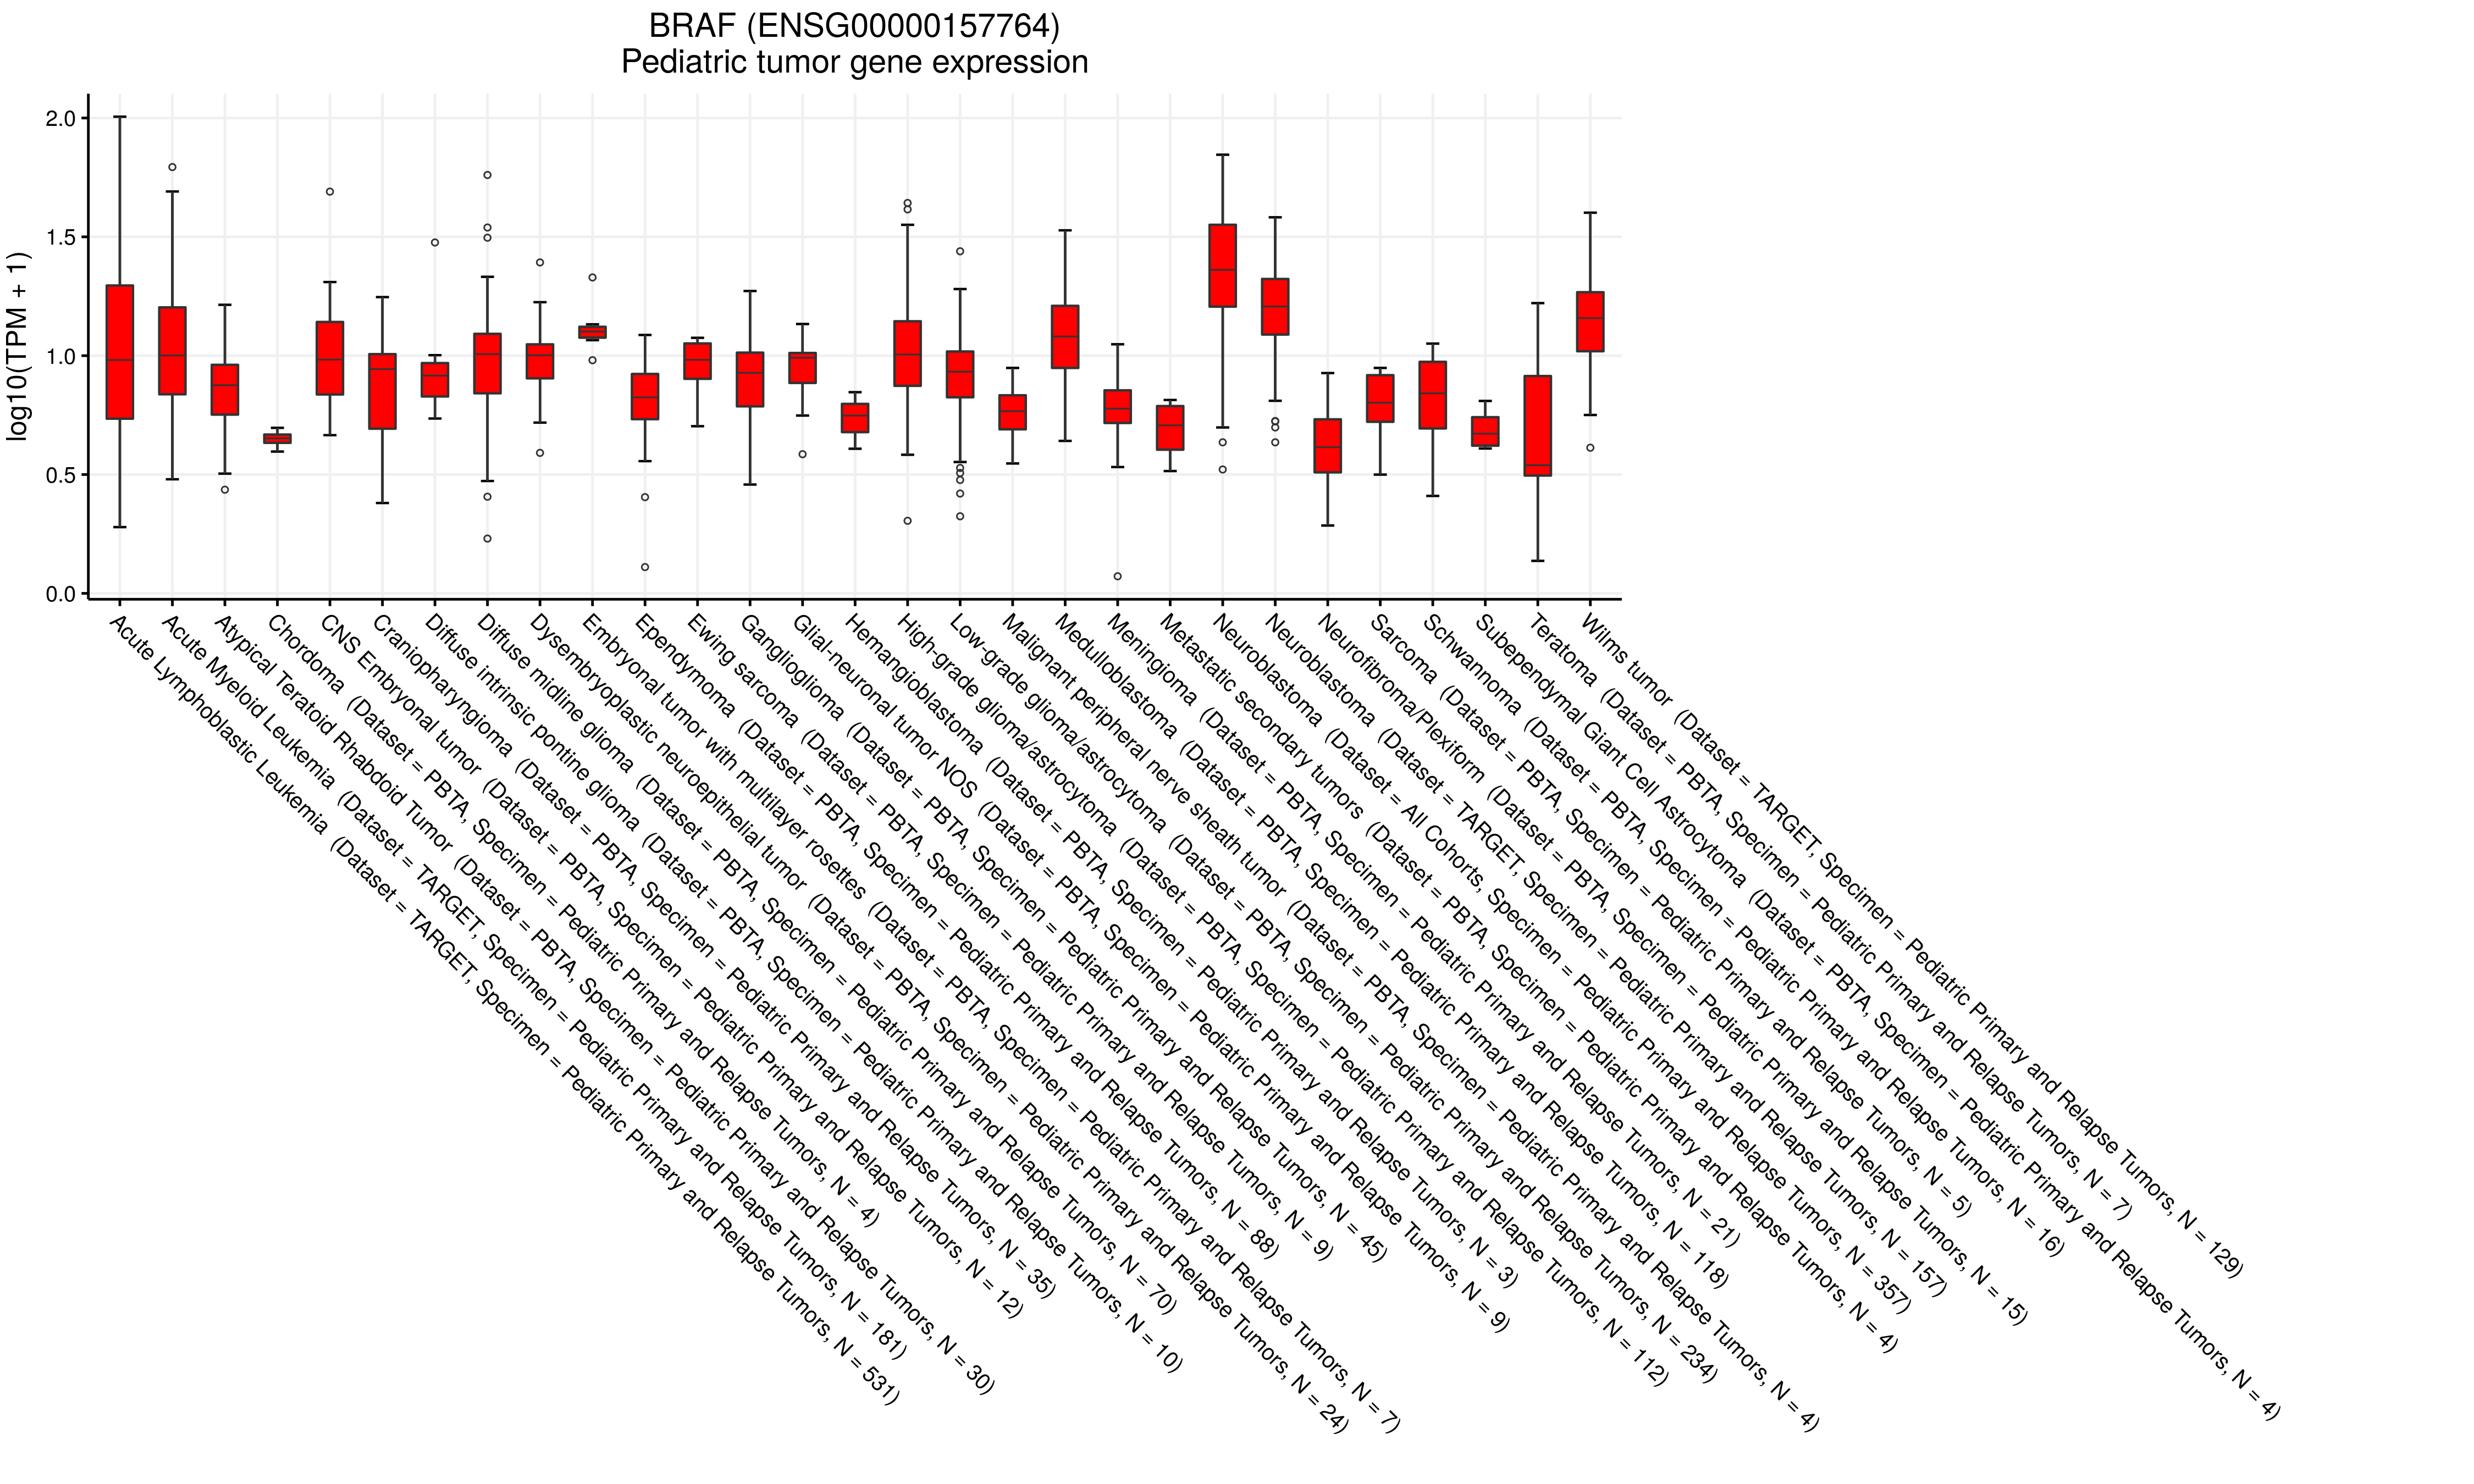 BRAF (ENSG00000157764)
Pediatric tumor gene expression
log10(TPM + 1)
2.0
1.5
1.0
0.5
0.0
Acute Lymphoblastic Leukemia (Dataset = TARGET, Specimen = Pediatric Primary and Relapse Tumors, N = 531)
Acute Myeloid Leukemia (Dataset = TARGET, Specimen = Pediatric Primary and Relapse Tumors, N = 181)
Atypical Teratoid Rhabdoid Tumor (Dataset = PBTA, Specimen = Pediatric Primary and Relapse Tumors, N = 30)
Chordoma (Dataset = PBTA, Specimen = Pediatric Primary and Relapse Tumors, N = 4)
CNS Embryonal tumor (Dataset = PBTA, Specimen = Pediatric Primary and Relapse Tumors, N = 12)
Craniopharyngioma (Dataset = PBTA, Specimen = Pediatric Primary and Relapse Tumors, N = 35)
Diffuse intrinsic pontine glioma (Dataset = PBTA, Specimen = Pediatric Primary and Relapse Tumors, N = 10)
Diffuse midline glioma (Dataset = PBTA, Specimen = Pediatric Primary and Relapse Tumors, N = 70)
Dysembryoplastic neuroepithelial tumor (Dataset = PBTA, Specimen = Pediatric Primary and Relapse Tumors, N = 24)
Embryonal tumor with multilayer rosettes (Dataset = PBTA, Specimen = Pediatric Primary and Relapse Tumors, N = 7)
Ependymoma (Dataset = PBTA, Specimen = Pediatric Primary and Relapse Tumors, N = 88)
Ewing sarcoma (Dataset = PBTA, Specimen = Pediatric Primary and Relapse Tumors, N = 9)
Ganglioglioma (Dataset = PBTA, Specimen = Pediatric Primary and Relapse Tumors, N = 45)
Glial-neuronal tumor NOS (Dataset = PBTA, Specimen = Pediatric Primary and Relapse Tumors, N = 9)
Hemangioblastoma (Dataset = PBTA, Specimen = Pediatric Primary and Relapse Tumors, N = 3)
High-grade glioma/astrocytoma (Dataset = PBTA, Specimen = Pediatric Primary and Relapse Tumors, N = 112)
Low-grade glioma/astrocytoma (Dataset = PBTA, Specimen = Pediatric Primary and Relapse Tumors, N = 234)
Malignant peripheral nerve sheath tumor (Dataset = PBTA, Specimen = Pediatric Primary and Relapse Tumors, N = 4)
Medulloblastoma (Dataset = PBTA, Specimen = Pediatric Primary and Relapse Tumors, N = 118)
Meningioma (Dataset = PBTA, Specimen = Pediatric Primary and Relapse Tumors, N = 21)
Metastatic secondary tumors (Dataset = PBTA, Specimen = Pediatric Primary and Relapse Tumors, N = 4)
Neuroblastoma (Dataset = All Cohorts, Specimen = Pediatric Primary and Relapse Tumors, N = 357)
Neuroblastoma (Dataset = TARGET, Specimen = Pediatric Primary and Relapse Tumors, N = 157)
Neurofibroma/Plexiform (Dataset = PBTA, Specimen = Pediatric Primary and Relapse Tumors, N = 15)
Sarcoma (Dataset = PBTA, Specimen = Pediatric Primary and Relapse Tumors, N = 5)
Schwannoma (Dataset = PBTA, Specimen = Pediatric Primary and Relapse Tumors, N = 16)
Subependymal Giant Cell Astrocytoma (Dataset = PBTA, Specimen = Pediatric Primary and Relapse Tumors, N = 4)
Teratoma (Dataset = PBTA, Specimen = Pediatric Primary and Relapse Tumors, N = 7)
Wilms tumor (Dataset = TARGET, Specimen = Pediatric Primary and Relapse Tumors, N = 129)